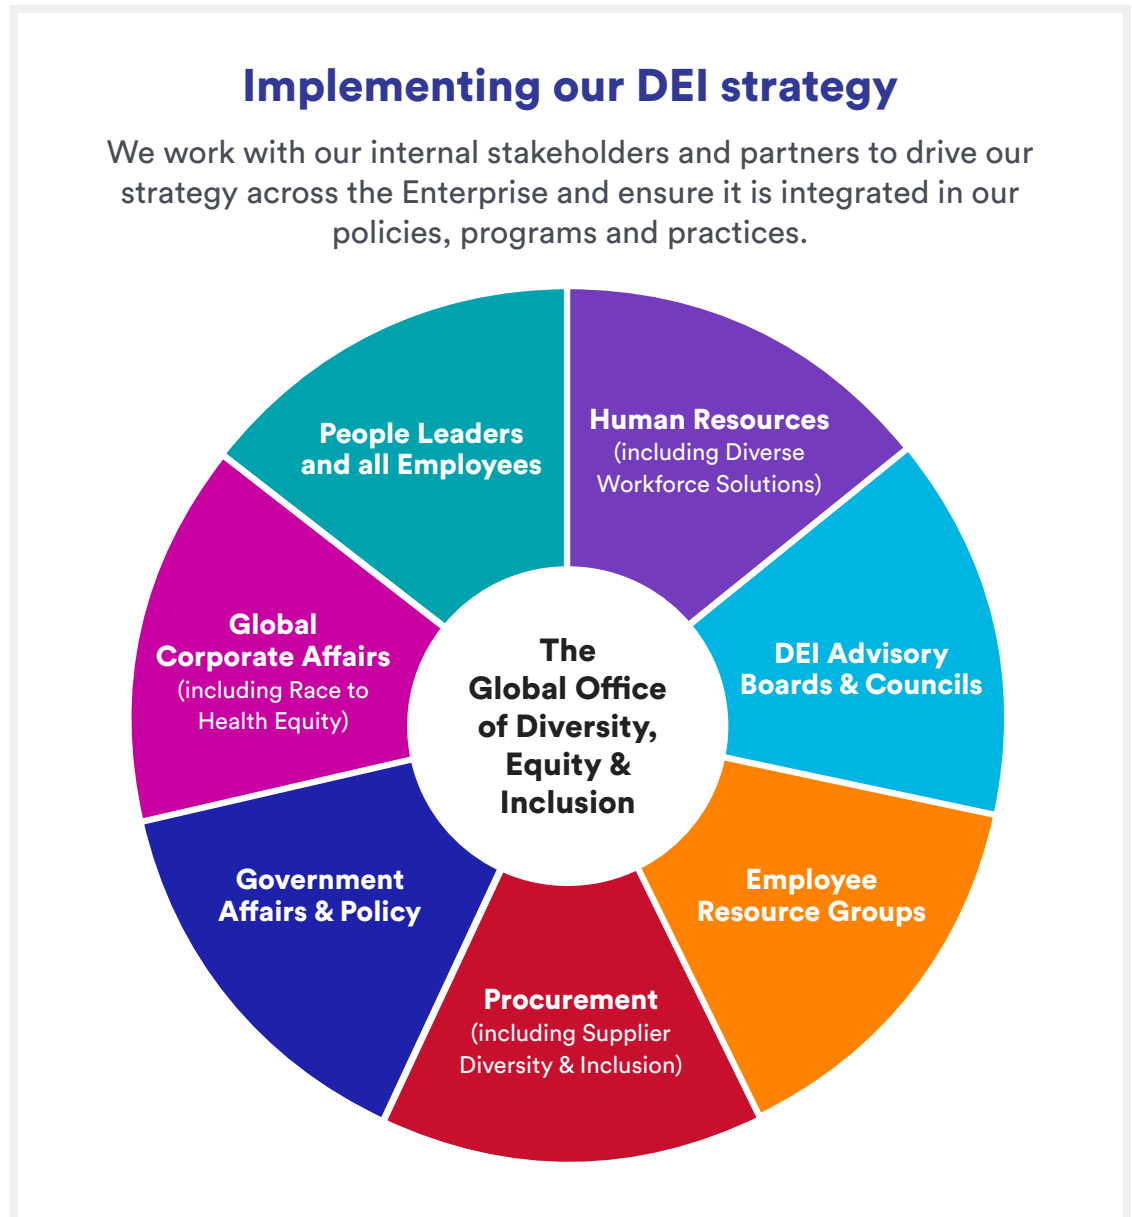 Implementing our DEI strategy
We work with our internal stakeholders and partners to drive our
strategy across the Enterprise and ensure it is integrated in our
policies, programs and practices.
People Leaders
and all Employees
Human Resources
(including Diverse
Workforce Solutions)
Global
Corporate Affairs
(including Race to
Health Equity)
The
Global Office
of Diversity,
Equity &
Inclusion
DEI Advisory
Boards & Councils
Government
Affairs & Policy
Employee
Resource Groups
Procurement
(including Supplier
Diversity & Inclusion)